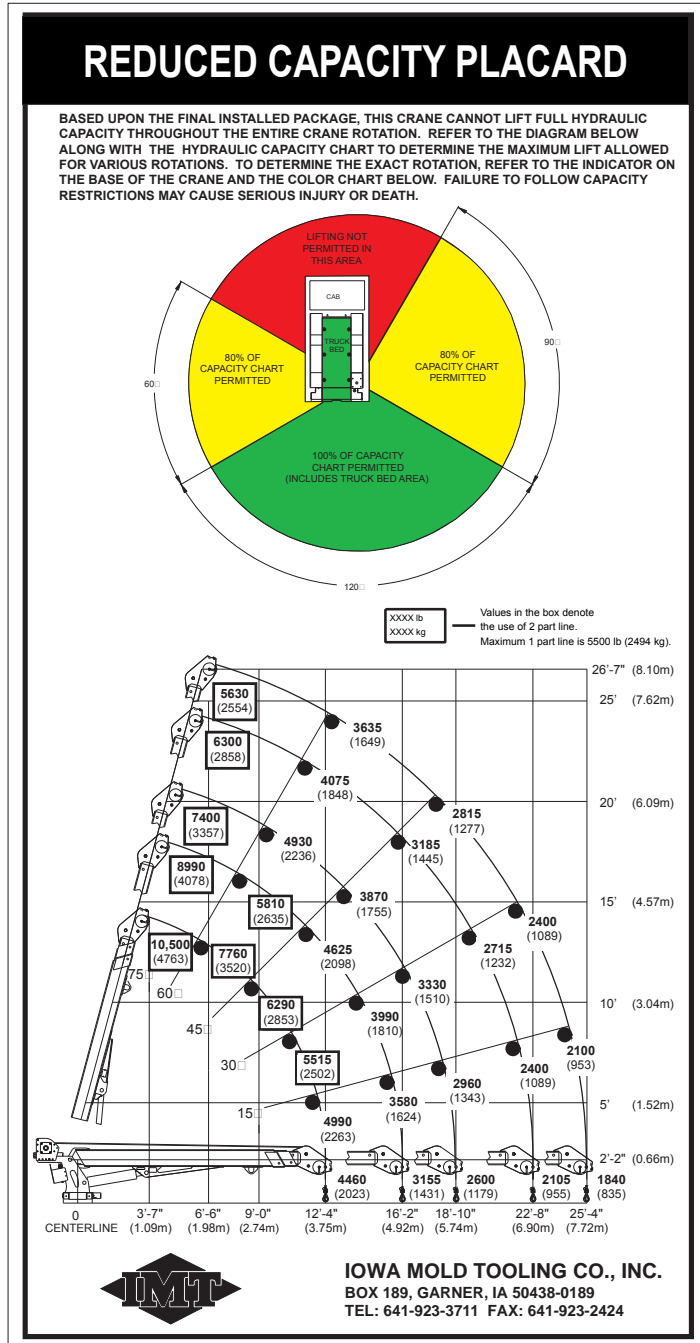 REDUCED CAPACITY PLACARD
BASED UPON THE FINAL INSTALLED PACKAGE, THIS CRANE CANNOT LIFT FULL HYDRAULIC
CAPACITY THROUGHOUT THE ENTIRE CRANE ROTATION. REFER TO THE DIAGRAM BELOW
ALONG WITH THE HYDRAULIC CAPACITY CHART TO DETERMINE THE MAXIMUM LIFT ALLOWED
FOR VARIOUS ROTATIONS. TO DETERMINE THE EXACT ROTATION, REFER TO THE INDICATOR ON
THE BASE OF THE CRANE AND THE COLOR CHART BELOW. FAILURE TO FOLLOW CAPACITY
RESTRICTIONS MAY CAUSE SERIOUS INJURY OR DEATH.
LIFTING NOT
PERMITTED IN
THIS AREA
CAB
TRUCK
BED
80% OF
CAPACITY CHART
PERMITTED
80% OF
CAPACITY CHART
PERMITTED
60□
90□
100% OF CAPACITY
CHART PERMITTED
(INCLUDES TRUCK BED AREA)
120□
XXXX lb
XXXX kg
Values in the box denote
the use of 2 part line.
Maximum 1 part line is 5500 lb (2494 kg).
26'-7" (8.10m)
25' (7.62m)
20' (6.09m)
15' (4.57m)
10' (3.04m)
5' (1.52m)
2'-2" (0.66m)
5630
(2554)
3635
(1649)
6300
(2858)
4075
(1848)
2815
(1277)
7400
(3357)
4930
(2236)
3185
(1445)
8990
(4078)
5810
(2635)
3870
(1755)
2400
(1089)
10,500
(4763)
7760
(3520)
4625
(2098)
2715
(1232)
75□
60□
45□
30□
15□
6290
(2853)
3990
(1810)
3330
(1510)
5515
(2502)
3580
(1624)
2960
(1343)
2400
(1089)
2100
(953)
4990
(2263)
4460
(2023)
3155
(1431)
2600
(1179)
2105
(955)
1840
(835)
0
CENTERLINE
3'-7"
(1.09m)
6'-6"
(1.98m)
9'-0"
(2.74m)
12'-4"
(3.75m)
16'-2"
(4.92m)
18'-10"
(5.74m)
22'-8"
(6.90m)
25'-4"
(7.72m)
IMT
IOWA MOLD TOOLING CO., INC.
BOX 189, GARNER, IA 50438-0189
TEL: 641-923-3711 FAX: 641-923-2424